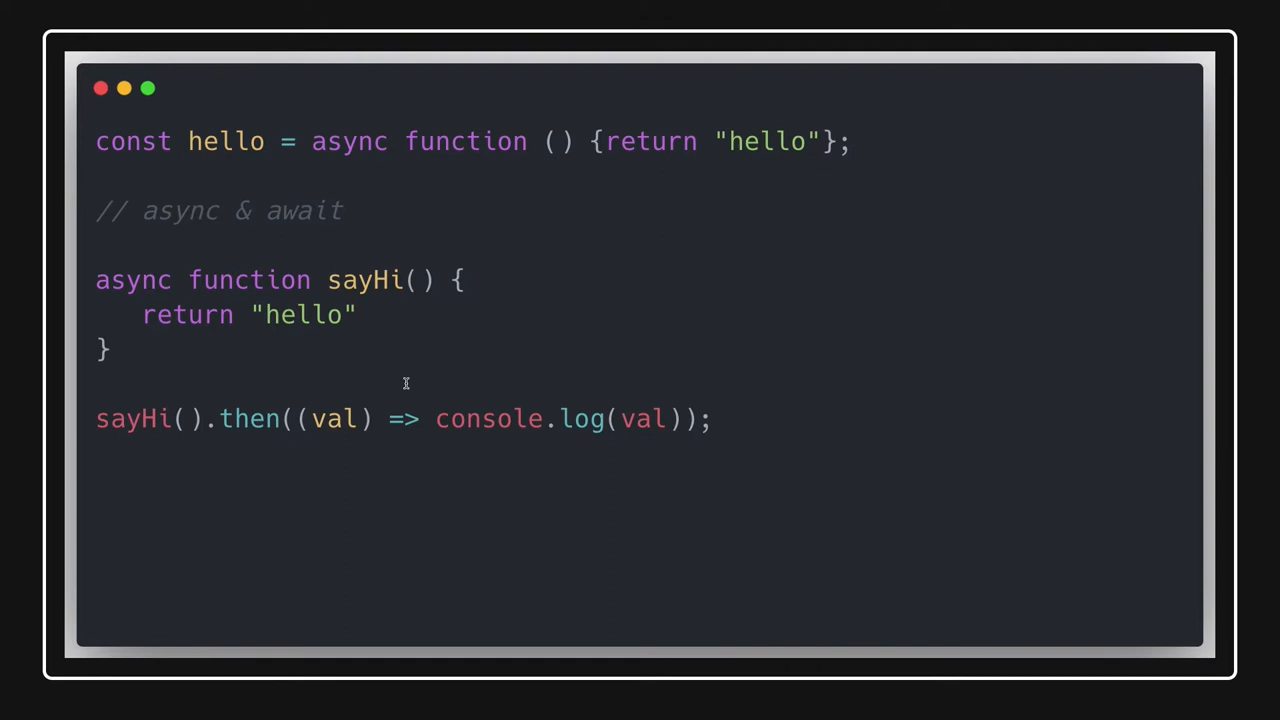 const hello = async function () {return "hello"};
// async & await
async function sayHi() {
return "hello"
}
sayHi().then((val) => console.log(val));